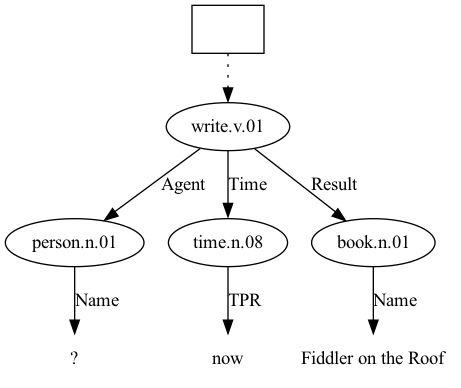 write.v.01
Agent
Time
Result
person.n.01
time.n.08
book.n.01
Name
TPR
Name
?
now
Fiddler on the Roof